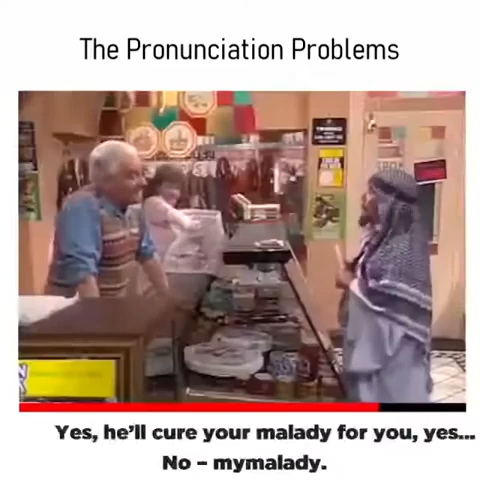 The Pronunciation Problems
Yes, he'll cure your malady for you, yes...
No – mymalady.